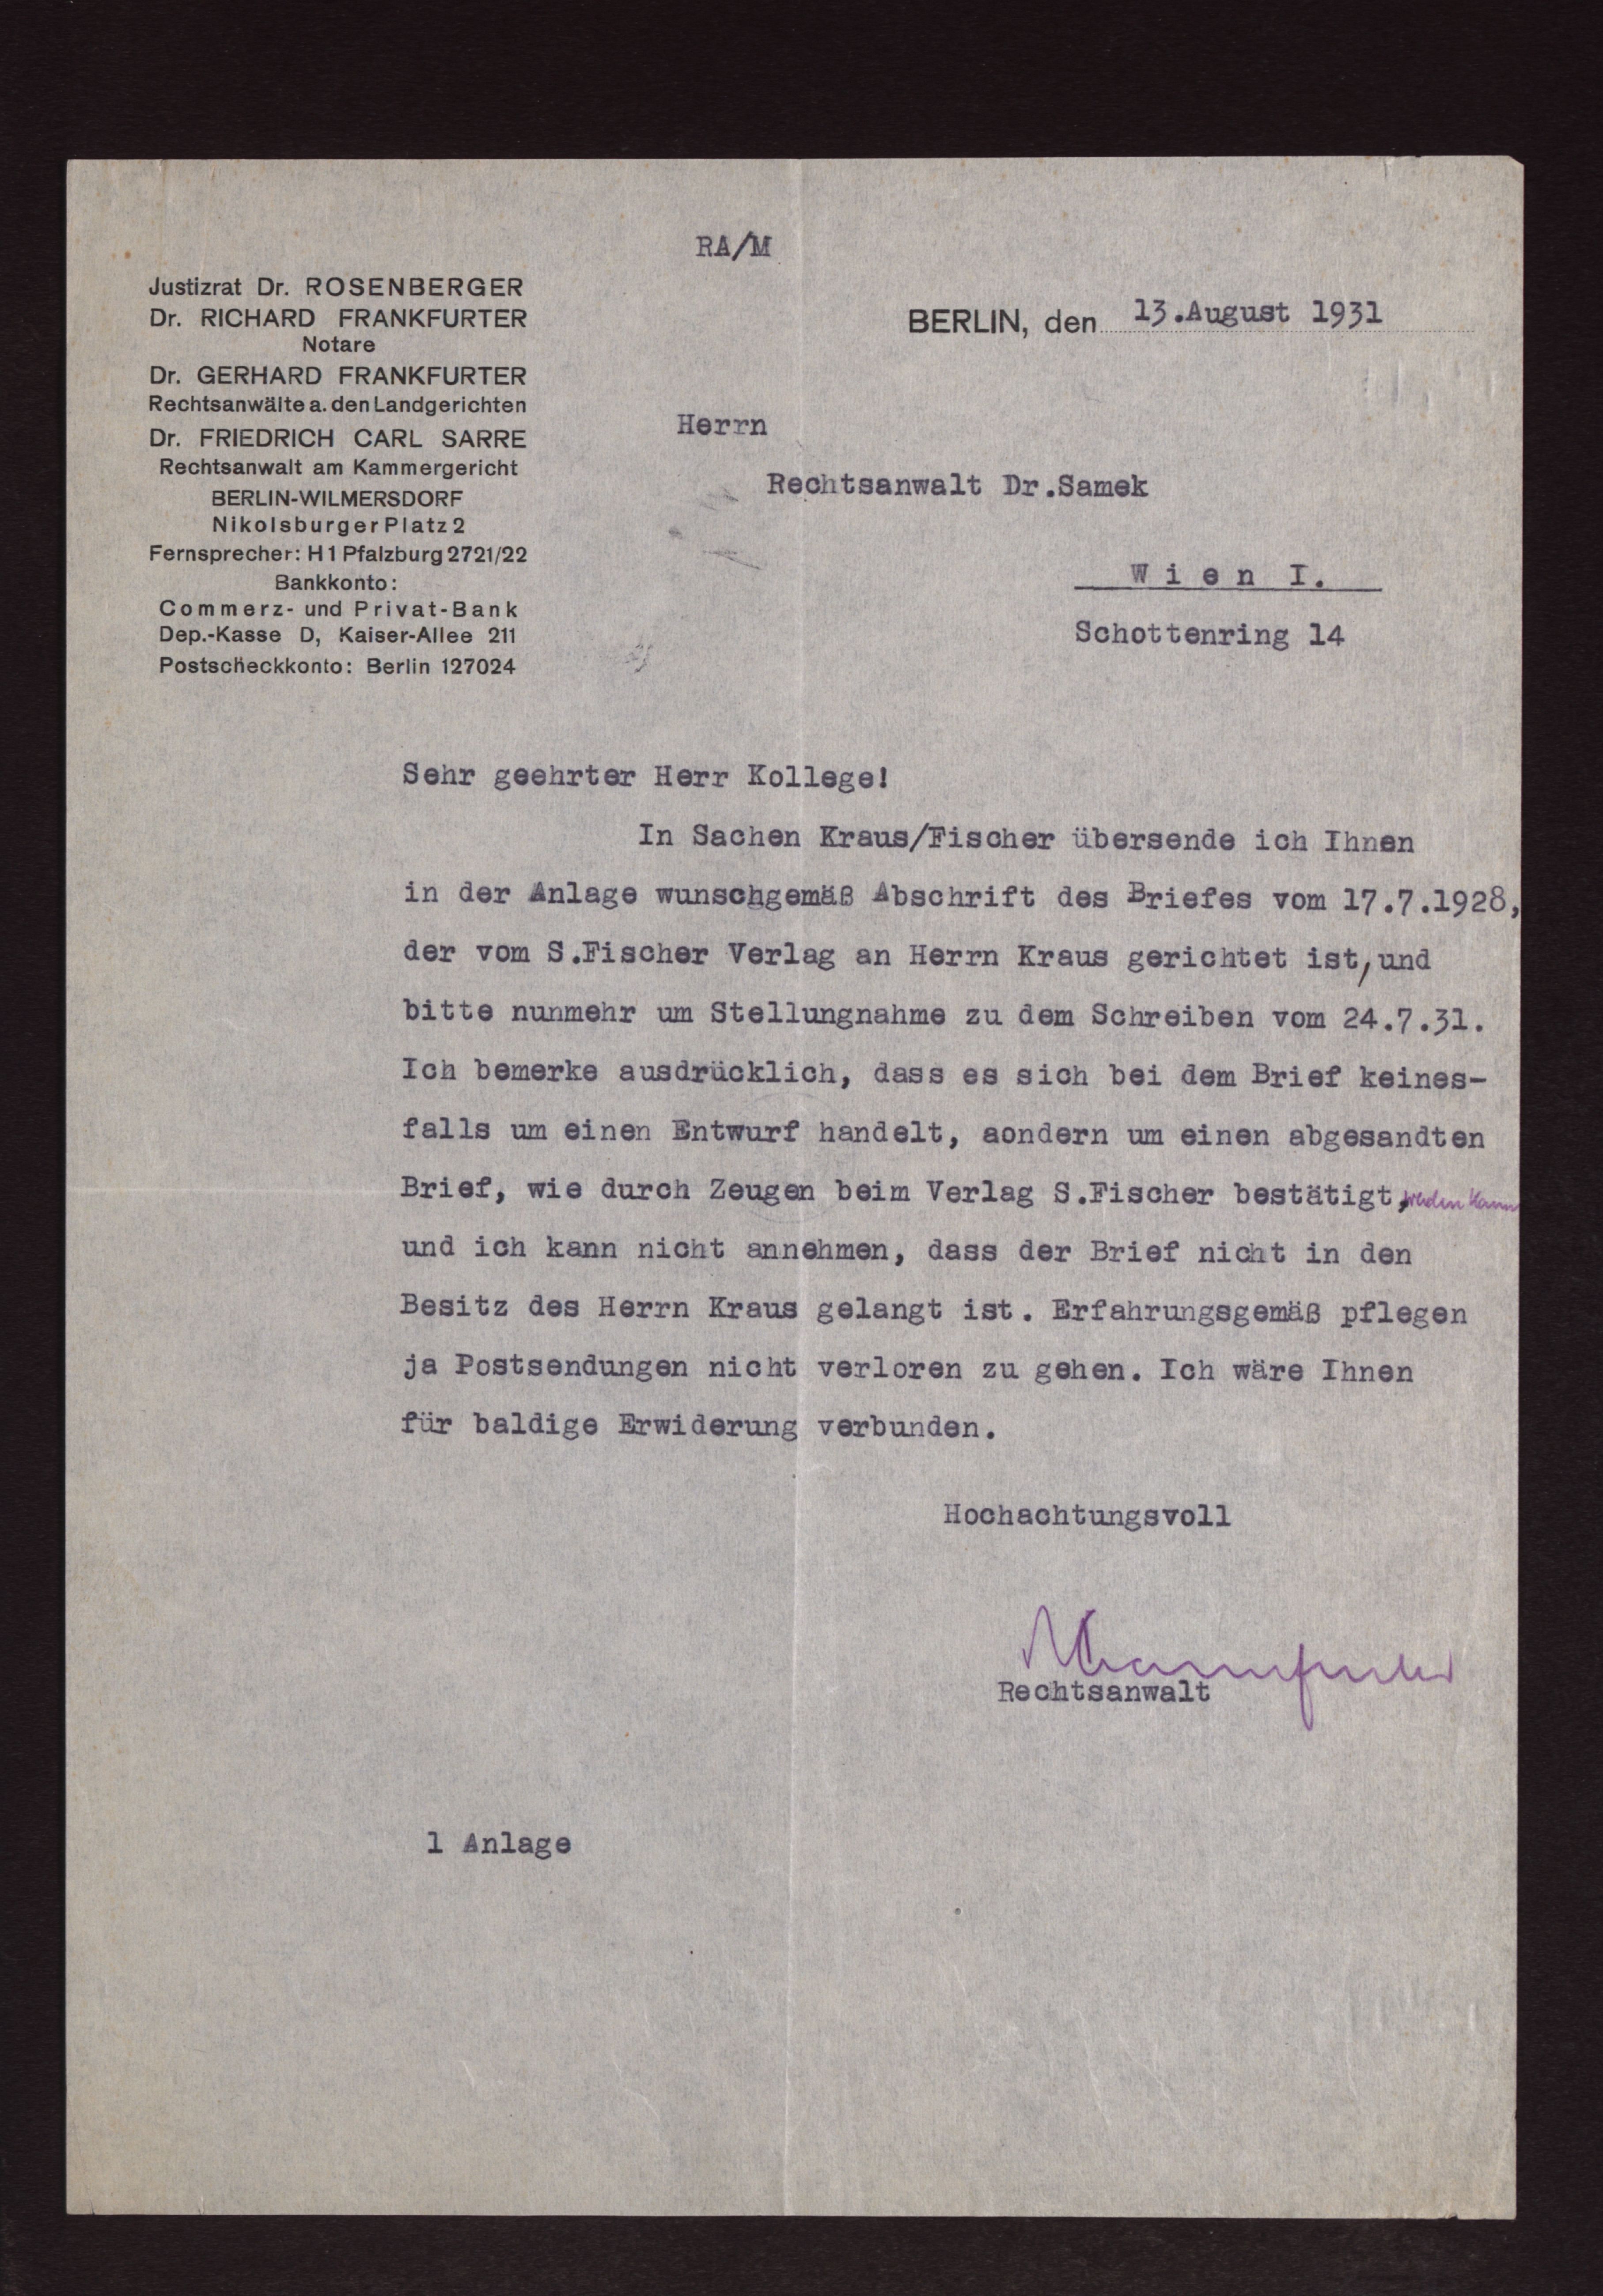 RA/M
Justizrat Dr. ROSENBERGER
Dr. RICHARD FRANKFURTER
Notare
Dr. GERHARD FRANKFURTER
Rechtsanwälte a. den Landgerichten
Dr. FRIEDRICH CARL SARRE
Rechtsanwalt am Kammergericht
BERLIN-WILMERSDORF
Nikolsburger Platz 2
Fernsprecher: H 1 Pfalzburg 2721/22
Bankkonto:
Commerz- und Privat-Bank
Dep.-Kasse D, Kaiser-Allee 211
Postscheckkonto: Berlin 127024
BERLIN, den 13.August 1931
Herrn
Rechtsanwalt Dr.Samek
Wien I.
Schottenring 14
Sehr geehrter Herr Kollege!
In Sachen Kraus/Fischer übersende ich Ihnen
in der Anlage wunschgemäß Abschrift des Briefes vom 17.7.1928,
der vom S.Fischer Verlag an Herrn Kraus gerichtet ist, und
bitte nunmehr um Stellungnahme zu dem Schreiben vom 24.7.31.
Ich bemerke ausdrücklich, dass es sich bei dem Brief keines-
falls um einen Entwurf handelt, aondern um einen abgesandten
Brief, wie durch Zeugen beim Verlag S.Fischer bestätigt, werden kann
und ich kann nicht annehmen, dass der Brief nicht in den
Besitz des Herrn Kraus gelangt ist. Erfahrungsgemäß pflegen
ja Postsendungen nicht verloren zu gehen. Ich wäre Ihnen
für baldige Erwiderung verbunden.
Hochachtungsvoll
Rechtsanwalt
1 Anlage